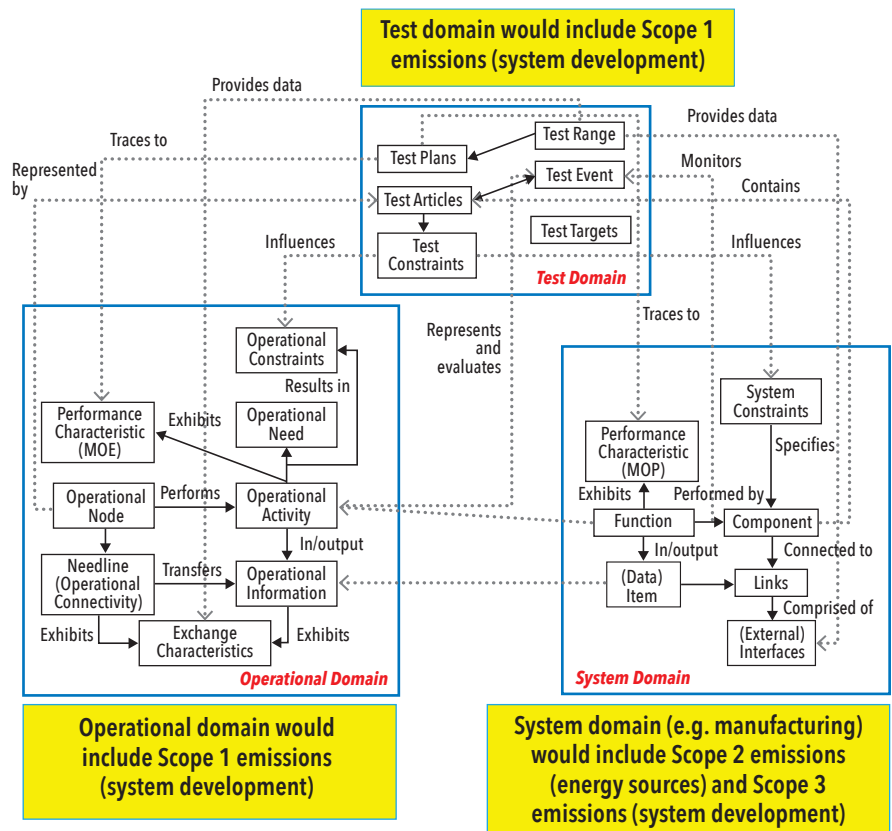 Test domain would include Scope 1
emissions (system development)
Provides data
Provides data
Traces to
Test Range
Test Plans
Monitors
Represented
by
Test Event
Contains
Test Articles
Test Targets
Influences
Test
Constraints
Influences
Test Domain
Operational
Constraints
Represents
and
evaluates
Traces to
Results in
System
Constraints
Performance
Characteristic
(MOE)
Exhibits
Operational
Need
Performance
Characteristic
(MOP)
Specifies
Operational
Node
Performs
Operational
Activity
Exhibits
Performed by
Function
Component
In/output
In/output
Connected to
Needline
(Operational
Connectivity)
Transfers
Operational
Information
(Data)
Item
Links
Comprised of
Exhibits
Exchange
Characteristics
Exhibits
(External)
Interfaces
Operational Domain
System Domain
Operational domain would
include Scope 1 emissions
(system development)
System domain (e.g. manufacturing)
would include Scope 2 emissions
(energy sources) and Scope 3
emissions (system development)